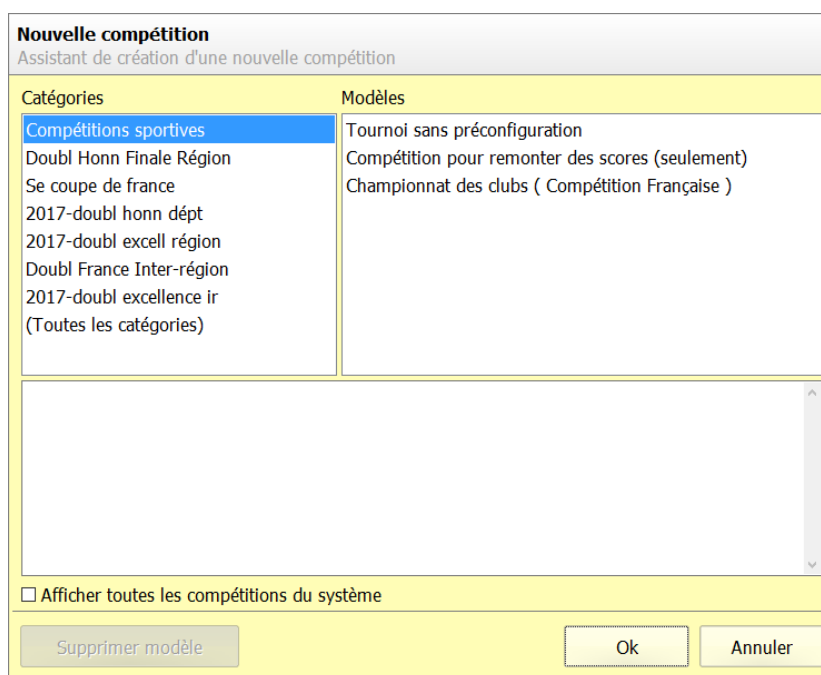 Nouvelle compétition
Assistant de création d'une nouvelle compétition
Catégories
Modèles
Compétitions sportives
Doubl Honn Finale Région
Se coupe de france
2017-doubl honn dépt
2017-doubl excell région
Doubl France Inter-région
2017-doubl excellence ir
(Toutes les catégories)
Tournoi sans préconfiguration
Compétition pour remonter des scores (seulement)
Championnat des clubs ( Compétition Française )
Afficher toutes les compétitions du système
Supprimer modèle
Ok
Annuler